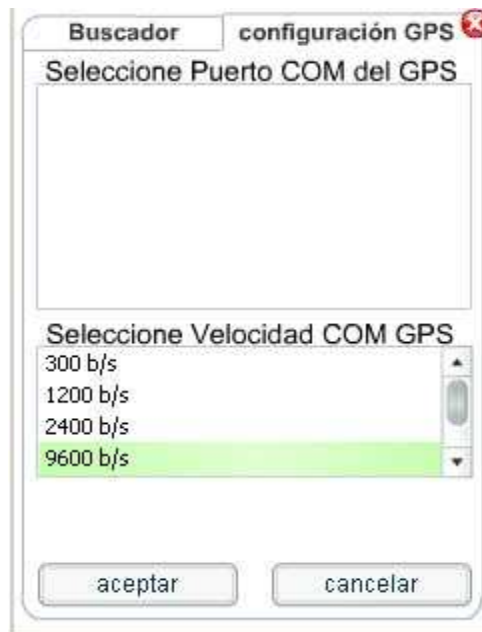 Buscador configuración GPS
Seleccione Puerto COM del GPS
Seleccione Velocidad COM GPS
300 b/s
1200 b/s
2400 b/s
9600 b/s
aceptar cancelar